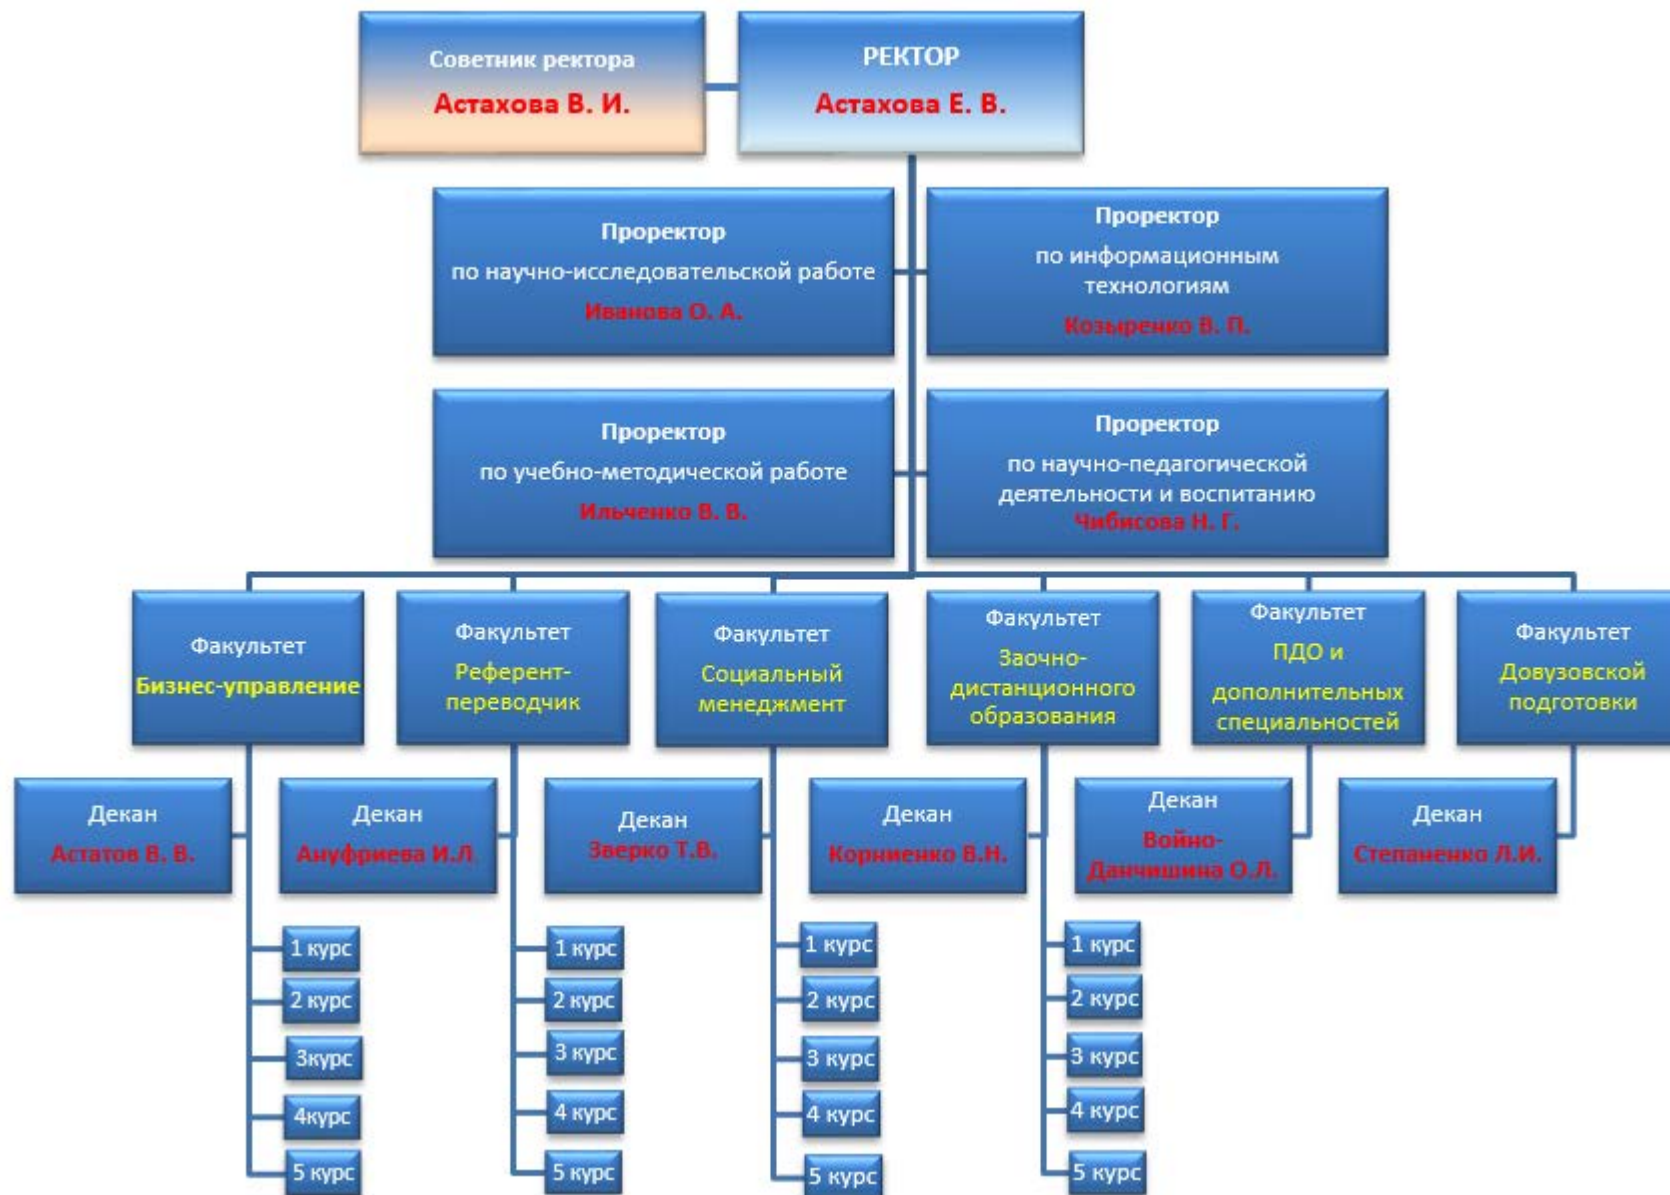 Советник ректора
Астахова В. И.
РЕКТОР
Астахова Е. В.
Проректор
по научно-исследовательской работе
Иванова О. А.
Проректор
по информационным
технологиям
Козыренко В. П.
Проректор
по учебно-методической работе
Ильченко В. В.
Проректор
по научно-педагогической
деятельности и воспитанию
Чибисова Н. Г.
Факультет
Бизнес-управление
Факультет
Референт-
переводчик
Факультет
Социальный
менеджмент
Факультет
Заочно-
дистанционного
образования
Факультет
ПДО и
дополнительных
специальностей
Факультет
Довузовской
подготовки
Декан
Астатов В. В.
Декан
Ануфриева И.Л.
Декан
Зверко Т.В.
Декан
Корниенко В.Н.
Декан
Войно-
Данчишина О.Л.
Декан
Степаненко Л.И.
1 курс
2 курс
3курс
4курс
5 курс
1 курс
2 курс
3 курс
4 курс
5 курс
1 курс
2 курс
3 курс
4 курс
5 курс
1 курс
2 курс
3 курс
4 курс
5 курс